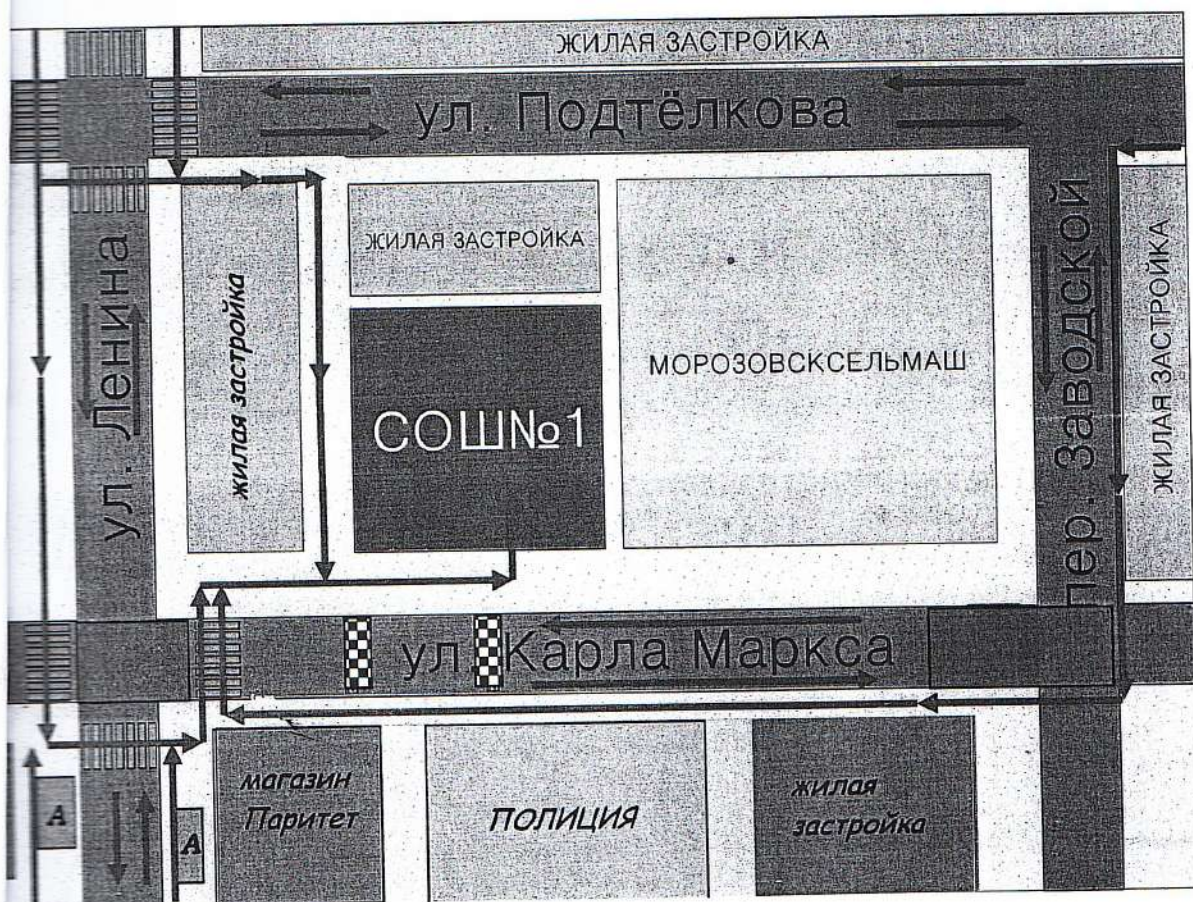 ЖИЛАЯ ЗАСТРОЙКА
ул. Подтёлкова
ул. Ленина
жилая застройка
ЖИЛАЯ ЗАСТРОЙКА
СОШ№1
МОРОЗОВСКСЕЛЬМАШ
пер. Заводской
ЖИЛАЯ ЗАСТРОЙКА
ул. Карла Маркса
А
А
магазин
Паритет
ПОЛИЦИЯ
жилая
застройка